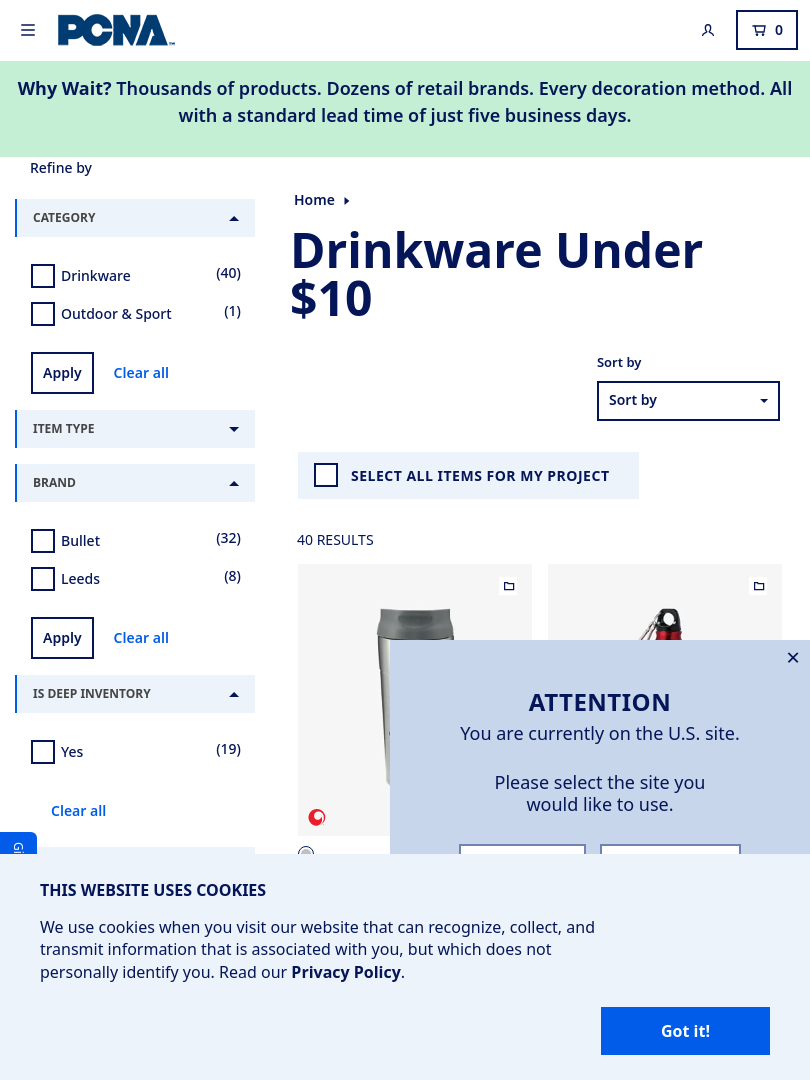 PCNA
0
Why Wait? Thousands of products. Dozens of retail brands. Every decoration method. All
with a standard lead time of just five business days.
Refine by
CATEGORY
Drinkware (40)
Outdoor & Sport (1)
Apply Clear all
ITEM TYPE
BRAND
Bullet (32)
Leeds (8)
Apply Clear all
IS DEEP INVENTORY
Yes (19)
Clear all
Home
Drinkware Under
$10
Sort by
Sort by
SELECT ALL ITEMS FOR MY PROJECT
40 RESULTS
ATTENTION
You are currently on the U.S. site.
Please select the site you
would like to use.
THIS WEBSITE USES COOKIES
We use cookies when you visit our website that can recognize, collect, and
transmit information that is associated with you, but which does not
personally identify you. Read our Privacy Policy.
Got it!